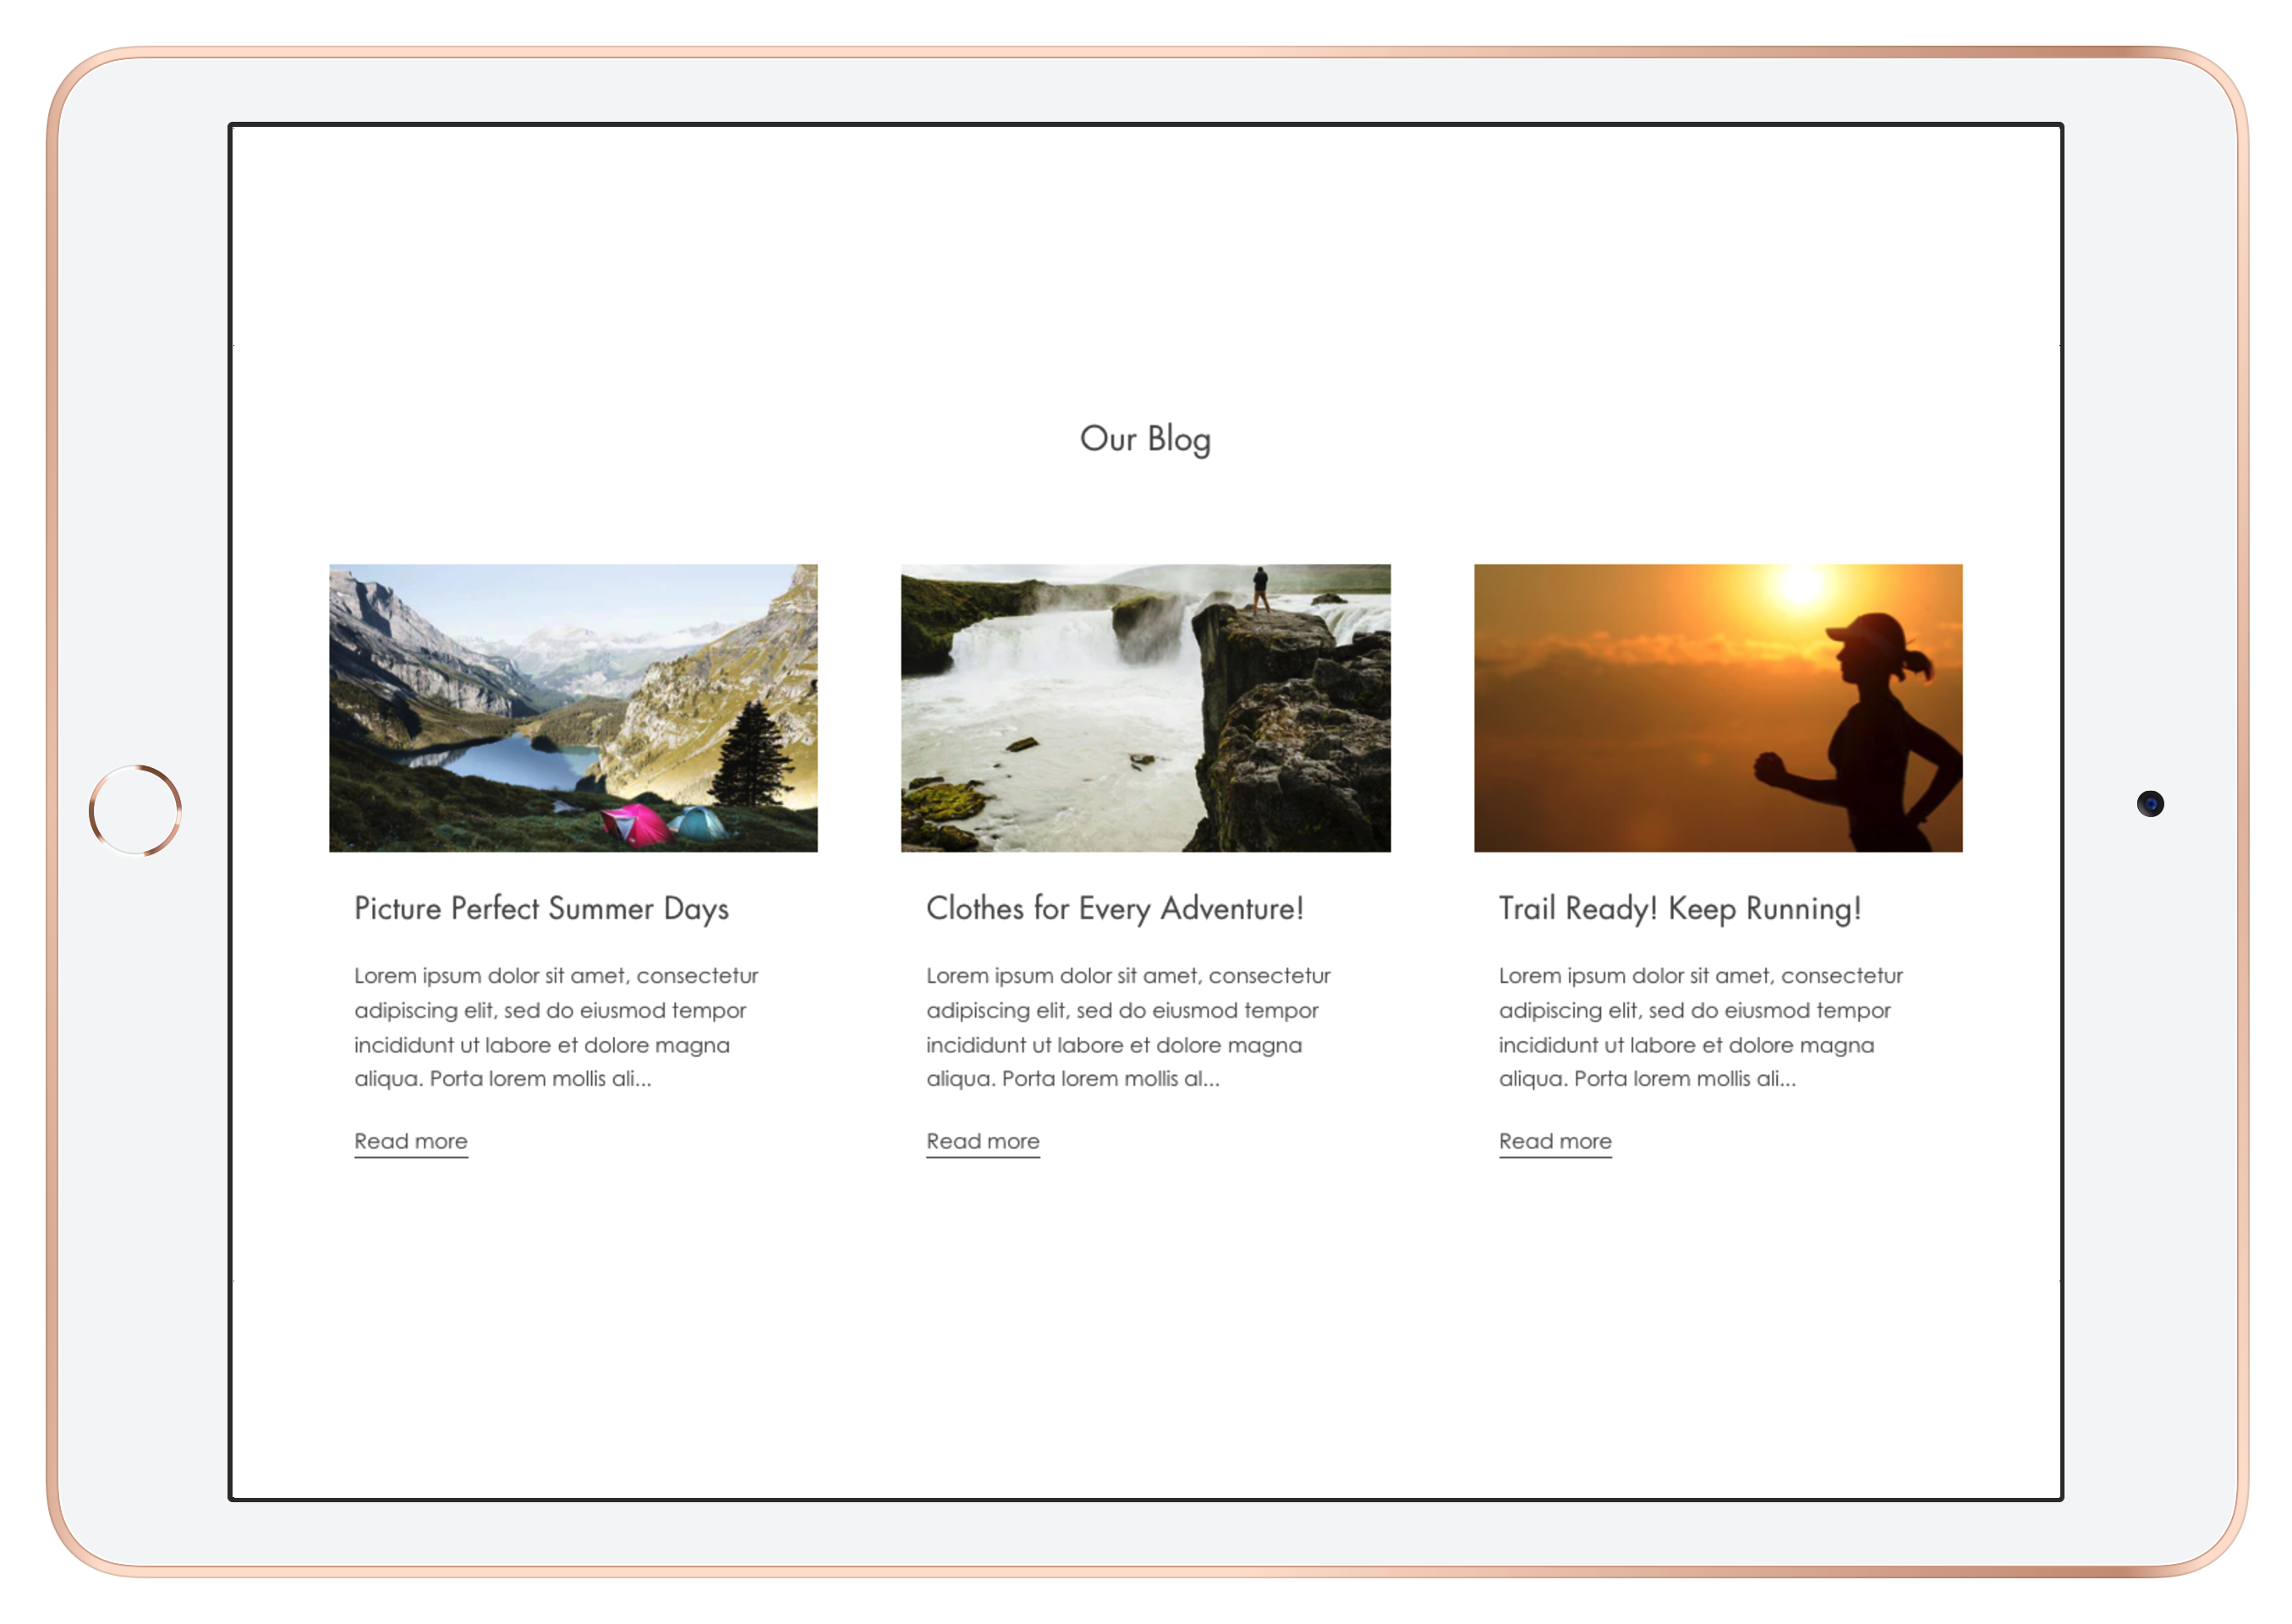 Our Blog
Picture Perfect Summer Days
Lorem ipsum dolor sit amet, consectetur
adipiscing elit, sed do eiusmod tempor
incididunt ut labore et dolore magna
aliqua. Porta lorem mollis ali...
Read more
Clothes for Every Adventure!
Lorem ipsum dolor sit amet, consectetur
adipiscing elit, sed do eiusmod tempor
incididunt ut labore et dolore magna
aliqua. Porta lorem mollis al...
Read more
Trail Ready! Keep Running!
Lorem ipsum dolor sit amet, consectetur
adipiscing elit, sed do eiusmod tempor
incididunt ut labore et dolore magna
aliqua. Porta lorem mollis ali...
Read more